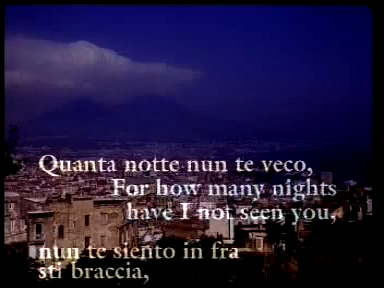 Quanta notte nun te veco,
For how many nights
have I not seen you,
nun te siento in fra
sti braccia,